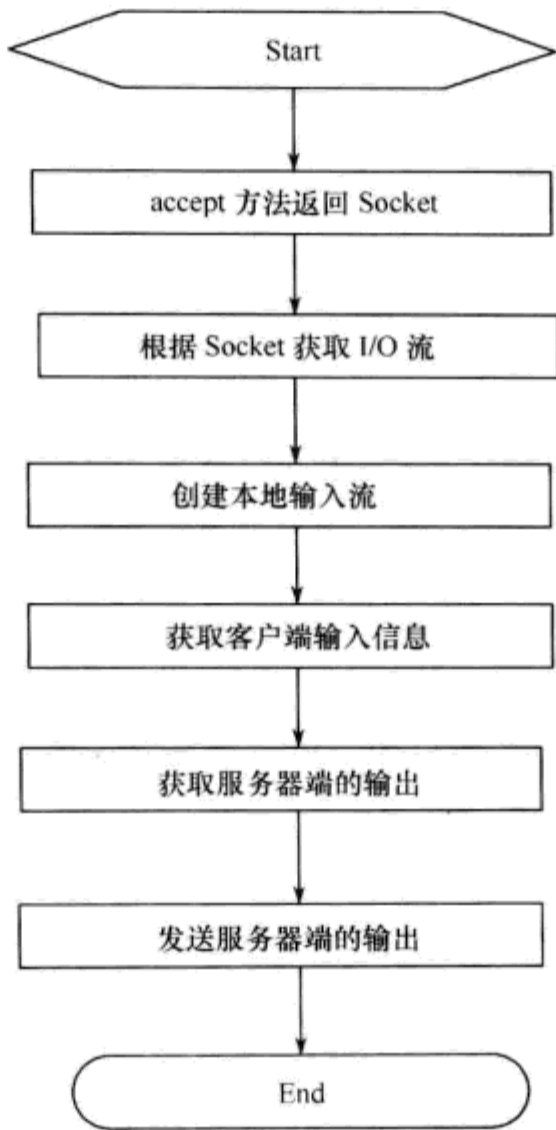 Start
accept 方法返回 Socket
根据 Socket 获取 I/O 流
创建本地输入流
获取客户端输入信息
获取服务器端的输出
发送服务器端的输出
End